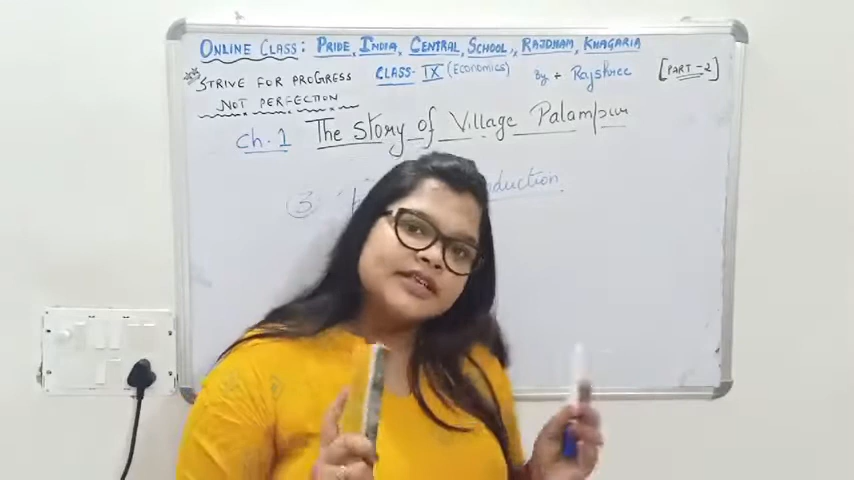 ONLINE CLASS: PRIDE, INDIA, CENTRAL, SCHOOL, RAJDHAM, KHAGARIA
STRIVE FOR PROGRESS CLASS- IX (Economics) By + Rajshree [PART-2]
NOT PERFECTION
Ch. 1 The Story of Village Palampur
③ duction